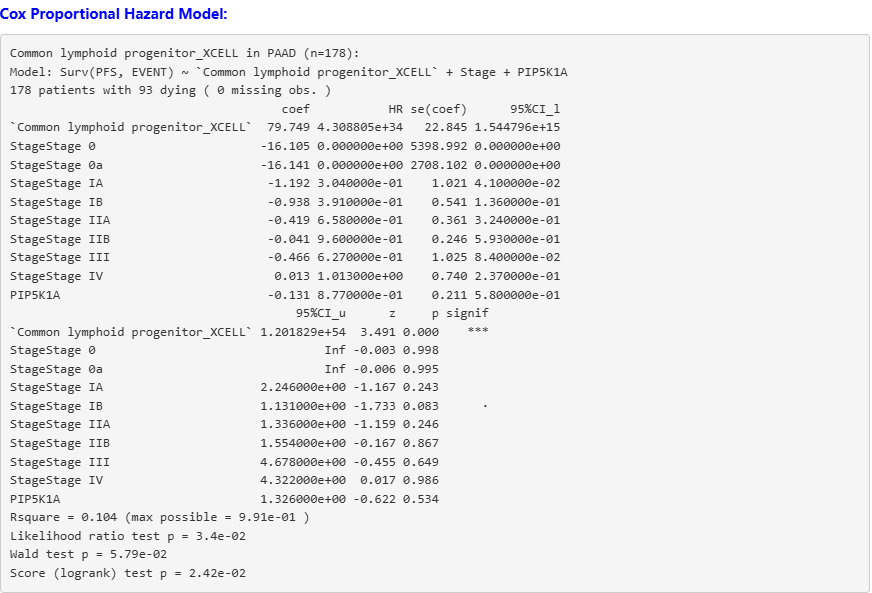 Cox Proportional Hazard Model:
Common lymphoid progenitor_XCELL in PAAD (n=178):
Model: Surv(PFS, EVENT) ~ `Common lymphoid progenitor_XCELL` + Stage + PIP5K1A
178 patients with 93 dying ( 0 missing obs. )
coef HR se(coef) 95%CI_l
`Common lymphoid progenitor_XCELL` 79.749 4.308805e+34 22.845 1.544796e+15
StageStage 0 -16.105 0.000000e+00 5398.992 0.000000e+00
StageStage 0a -16.141 0.000000e+00 2708.102 0.000000e+00
StageStage IA -1.192 3.040000e-01 1.021 4.100000e-02
StageStage IB -0.938 3.910000e-01 0.541 1.360000e-01
StageStage IIA -0.419 6.580000e-01 0.361 3.240000e-01
StageStage IIB -0.041 9.600000e-01 0.246 5.930000e-01
StageStage III -0.466 6.270000e-01 1.025 8.400000e-02
StageStage IV 0.013 1.013000e+00 0.740 2.370000e-01
PIP5K1A -0.131 8.770000e-01 0.211 5.800000e-01
95%CI_u z p signif
`Common lymphoid progenitor_XCELL` 1.201829e+54 3.491 0.000 ***
StageStage 0 Inf -0.003 0.998
StageStage 0a Inf -0.006 0.995
StageStage IA 2.246000e+00 -1.167 0.243
StageStage IB 1.131000e+00 -1.733 0.083 ·
StageStage IIA 1.336000e+00 -1.159 0.246
StageStage IIB 1.554000e+00 -0.167 0.867
StageStage III 4.678000e+00 -0.455 0.649
StageStage IV 4.322000e+00 0.017 0.986
PIP5K1A 1.326000e+00 -0.622 0.534
Rsquare = 0.104 (max possible = 9.91e-01 )
Likelihood ratio test p = 3.4e-02
Wald test p = 5.79e-02
Score (logrank) test p = 2.42e-02